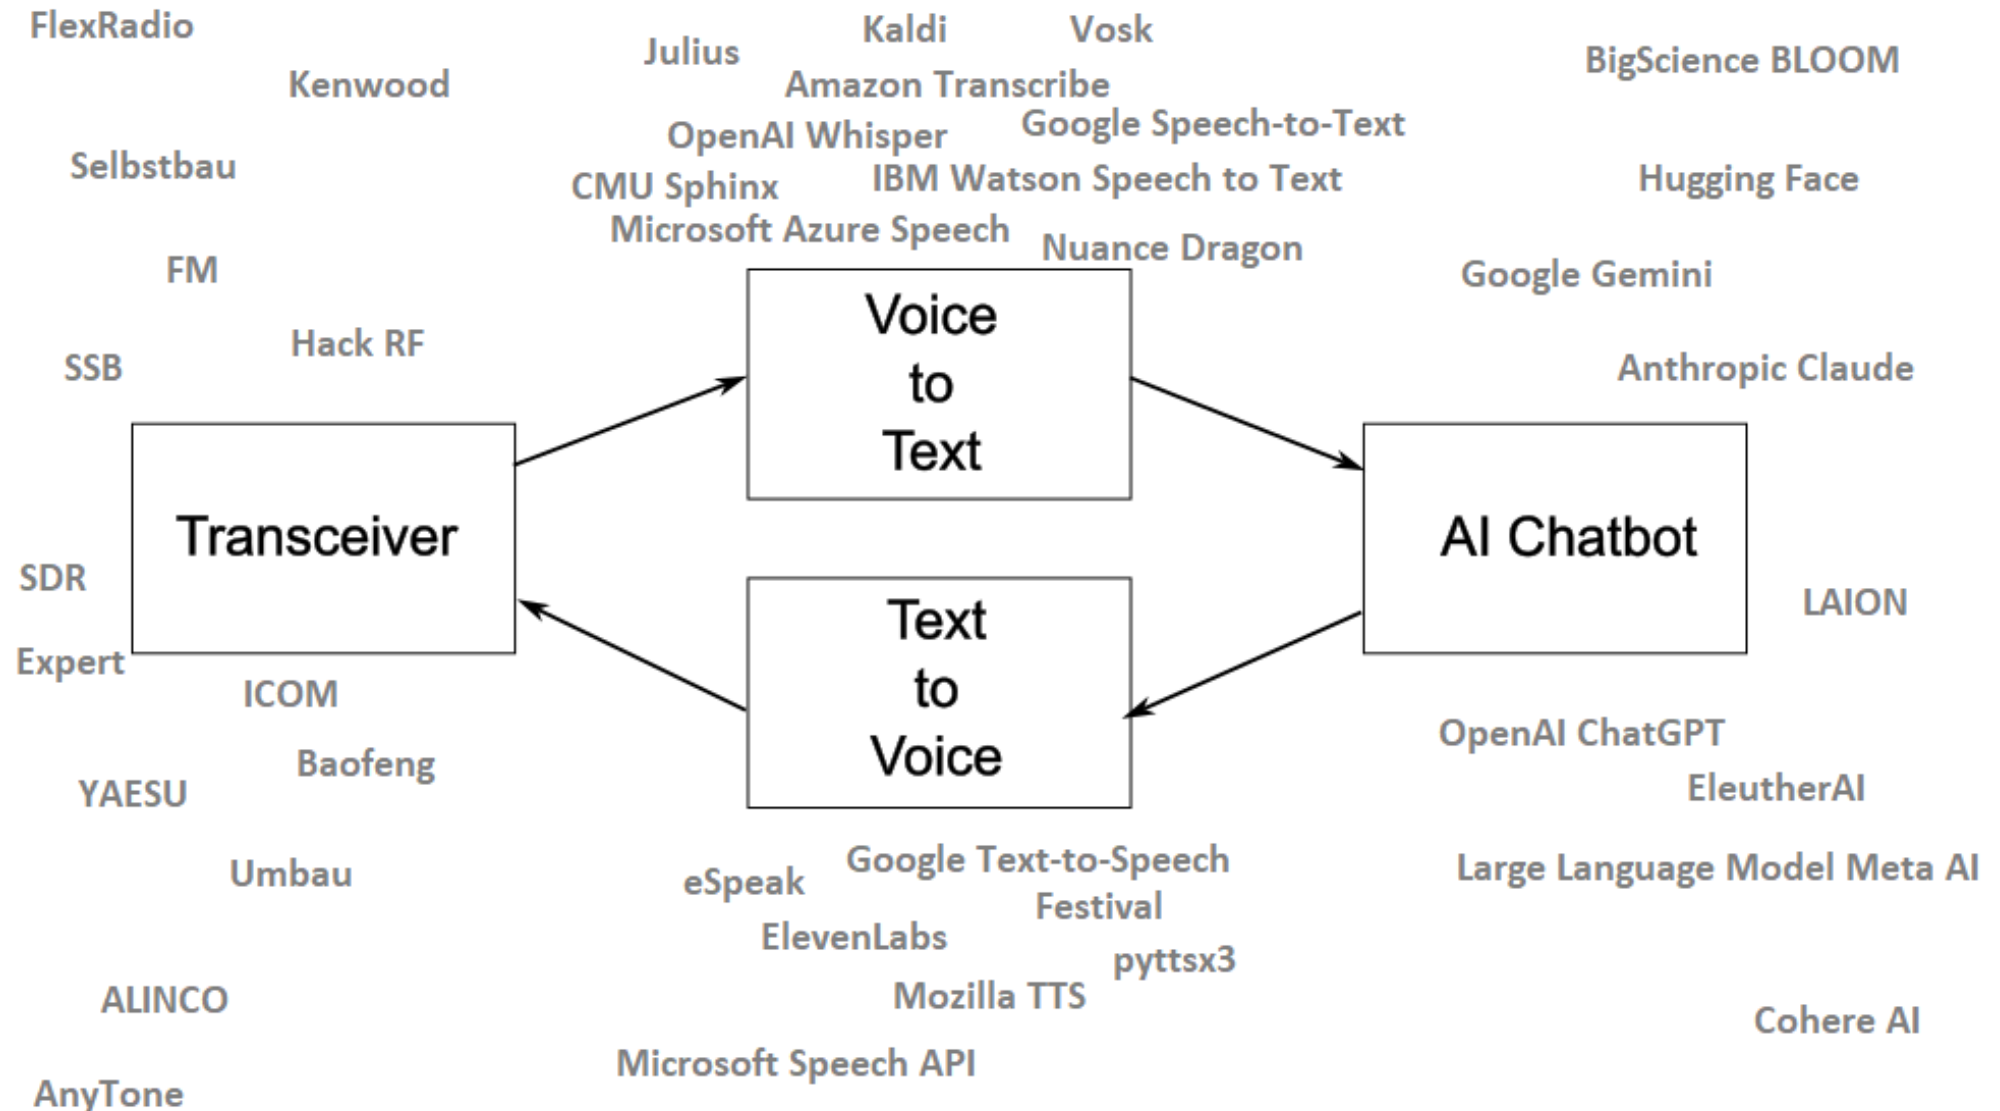 FlexRadio
Kenwood
Selbstbau
FM
Hack RF
SSB
Julius
Kaldi
Vosk
Amazon Transcribe
OpenAI Whisper
Google Speech-to-Text
CMU Sphinx
IBM Watson Speech to Text
Microsoft Azure Speech
Nuance Dragon
BigScience BLOOM
Hugging Face
Google Gemini
Anthropic Claude
Voice
to
Text
Transceiver
AI Chatbot
Text
to
Voice
SDR
Expert
ICOM
Baofeng
YAESU
Umbau
ALINCO
AnyTone
eSpeak
Google Text-to-Speech
Festival
ElevenLabs
pyttsx3
Mozilla TTS
Microsoft Speech API
LAION
OpenAI ChatGPT
EleutherAI
Large Language Model Meta AI
Cohere AI